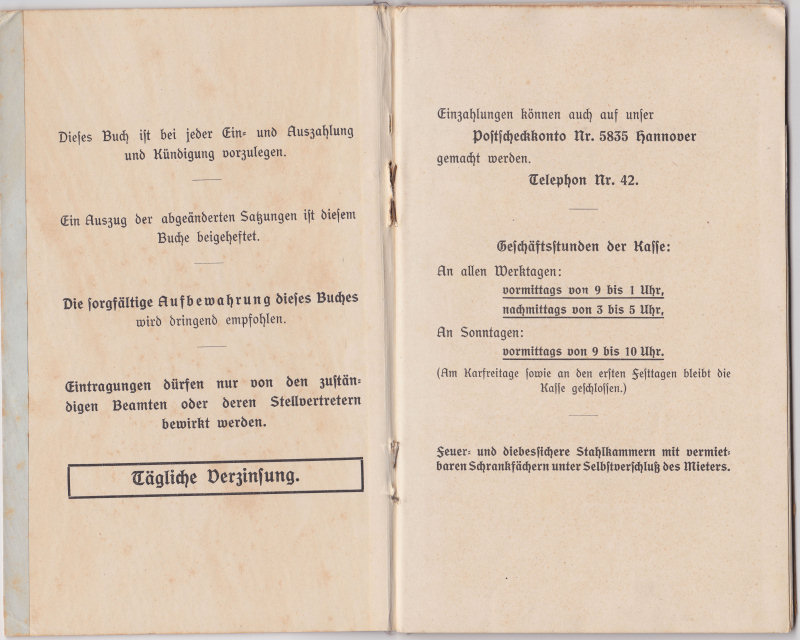 Dieses Buch ist bei jeder Ein- und Auszahlung
und Kündigung vorzulegen.
Ein Auszug der abgeänderten Satzungen ist diesem
Buche beigeheftet.
Die sorgfältige Aufbewahrung dieses Buches
wird dringend empfohlen.
Eintragungen dürfen nur von den zustän-
digen Beamten oder deren Stellvertretern
bewirkt werden.
Tägliche Verzinsung.
Einzahlungen können auch auf unser
Postscheckkonto Nr. 5835 Hannover
gemacht werden.
Telephon Nr. 42.
Geschäftsstunden der Kasse:
An allen Werktagen:
vormittags von 9 bis 1 Uhr,
nachmittags von 3 bis 5 Uhr,
An Sonntagen:
vormittags von 9 bis 10 Uhr.
(Am Karfreitage sowie an den ersten Festtagen bleibt die
Kasse geschlossen.)
Feuer- und diebessichere Stahlkammern mit vermiet-
baren Schrankfächern unter Selbstverschluß des Mieters.